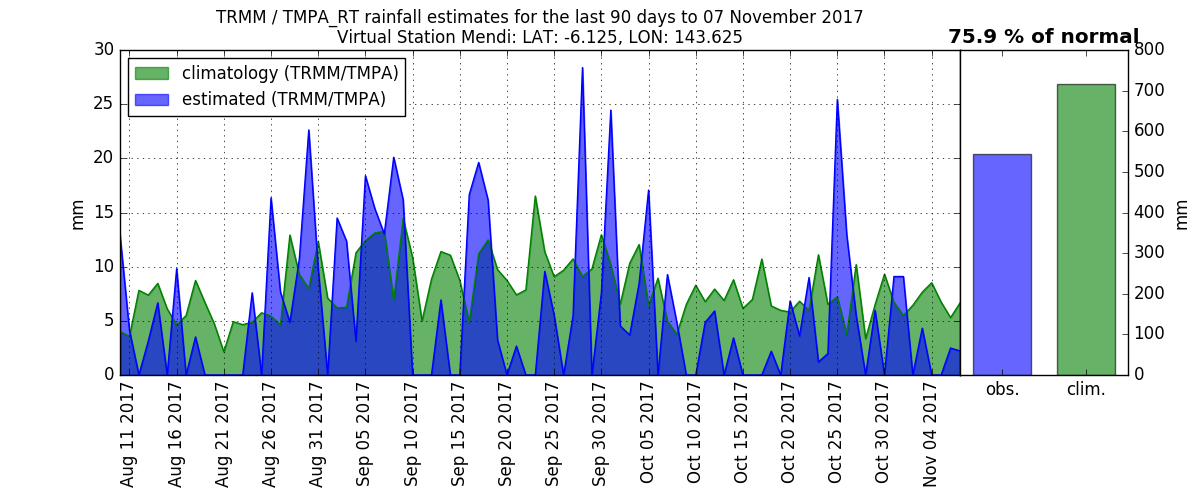 TRMM / TMPA_RT rainfall estimates for the last 90 days to 07 November 2017
Virtual Station Mendi: LAT: -6.125, LON: 143.625
75.9 % of normal
climatology (TRMM/TMPA)
estimated (TRMM/TMPA)
30
25
20
15
10
5
0
mm
800
700
600
500
400
300
200
100
0
mm
Aug 11 2017
Aug 16 2017
Aug 21 2017
Aug 26 2017
Aug 31 2017
Sep 05 2017
Sep 10 2017
Sep 15 2017
Sep 20 2017
Sep 25 2017
Sep 30 2017
Oct 05 2017
Oct 10 2017
Oct 15 2017
Oct 20 2017
Oct 25 2017
Oct 30 2017
Nov 04 2017
obs.
clim.